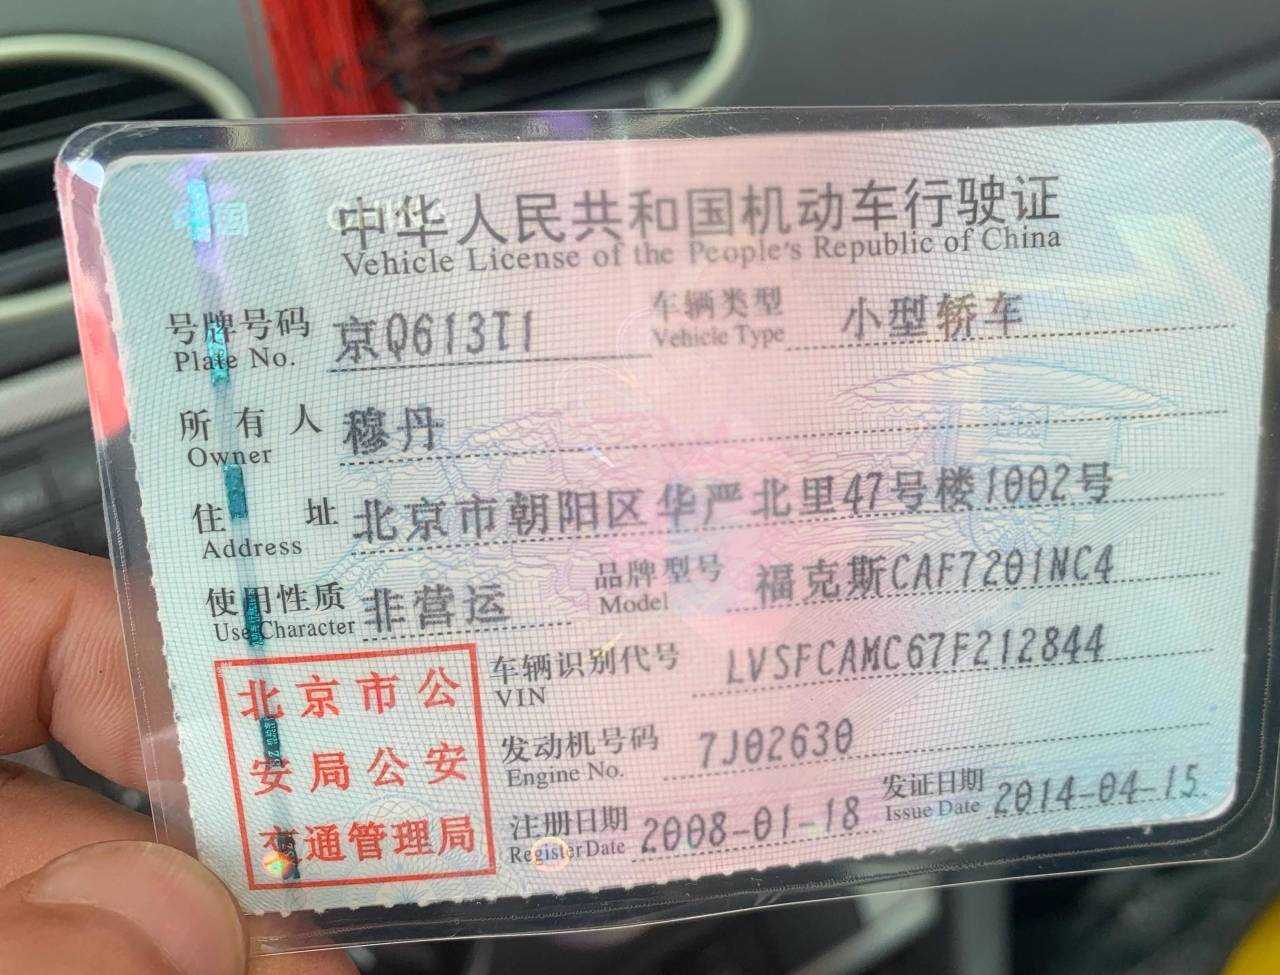 中国 CHINA
中华人民共和国机动车行驶证
Vehicle License of the People's Republic of China
号牌号码 京Q613T1 车辆类型 小型轿车
Plate No. Vehicle Type
所有人 穆丹
Owner
住址 北京市朝阳区华严北里47号楼1002号
Address
使用性质 非营运 品牌型号 福克斯CAF7201NC4
Use Character Model
车辆识别代号 LVSFCAMC67F212844
VIN
发动机号码 7J02630
Engine No.
注册日期 2008-01-18 发证日期 2014-04-15
Register Date Issue Date
北京市公
安局公安
交通管理局